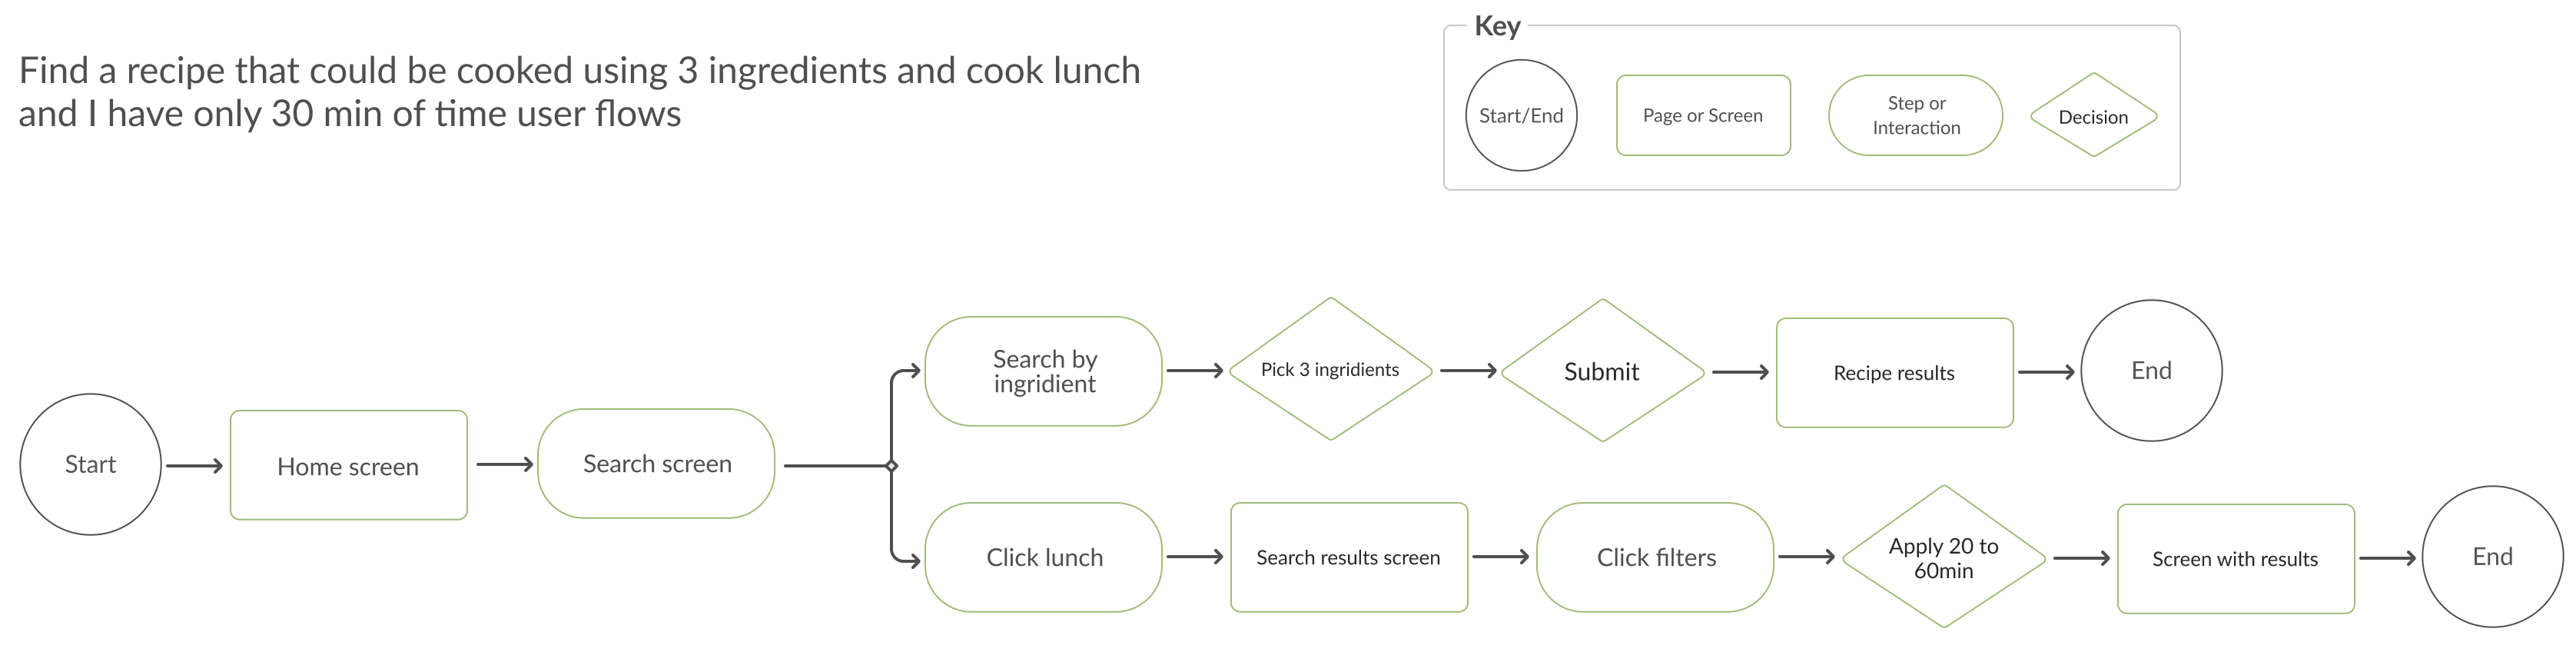 Find a recipe that could be cooked using 3 ingredients and cook lunch
and I have only 30 min of time user flows
Key
Start/End
Page or Screen
Step or
Interaction
Decision
Start
Home screen
Search screen
Search by
ingridient
Pick 3 ingridients
Submit
Recipe results
End
Click lunch
Search results screen
Click filters
Apply 20 to
60min
Screen with results
End